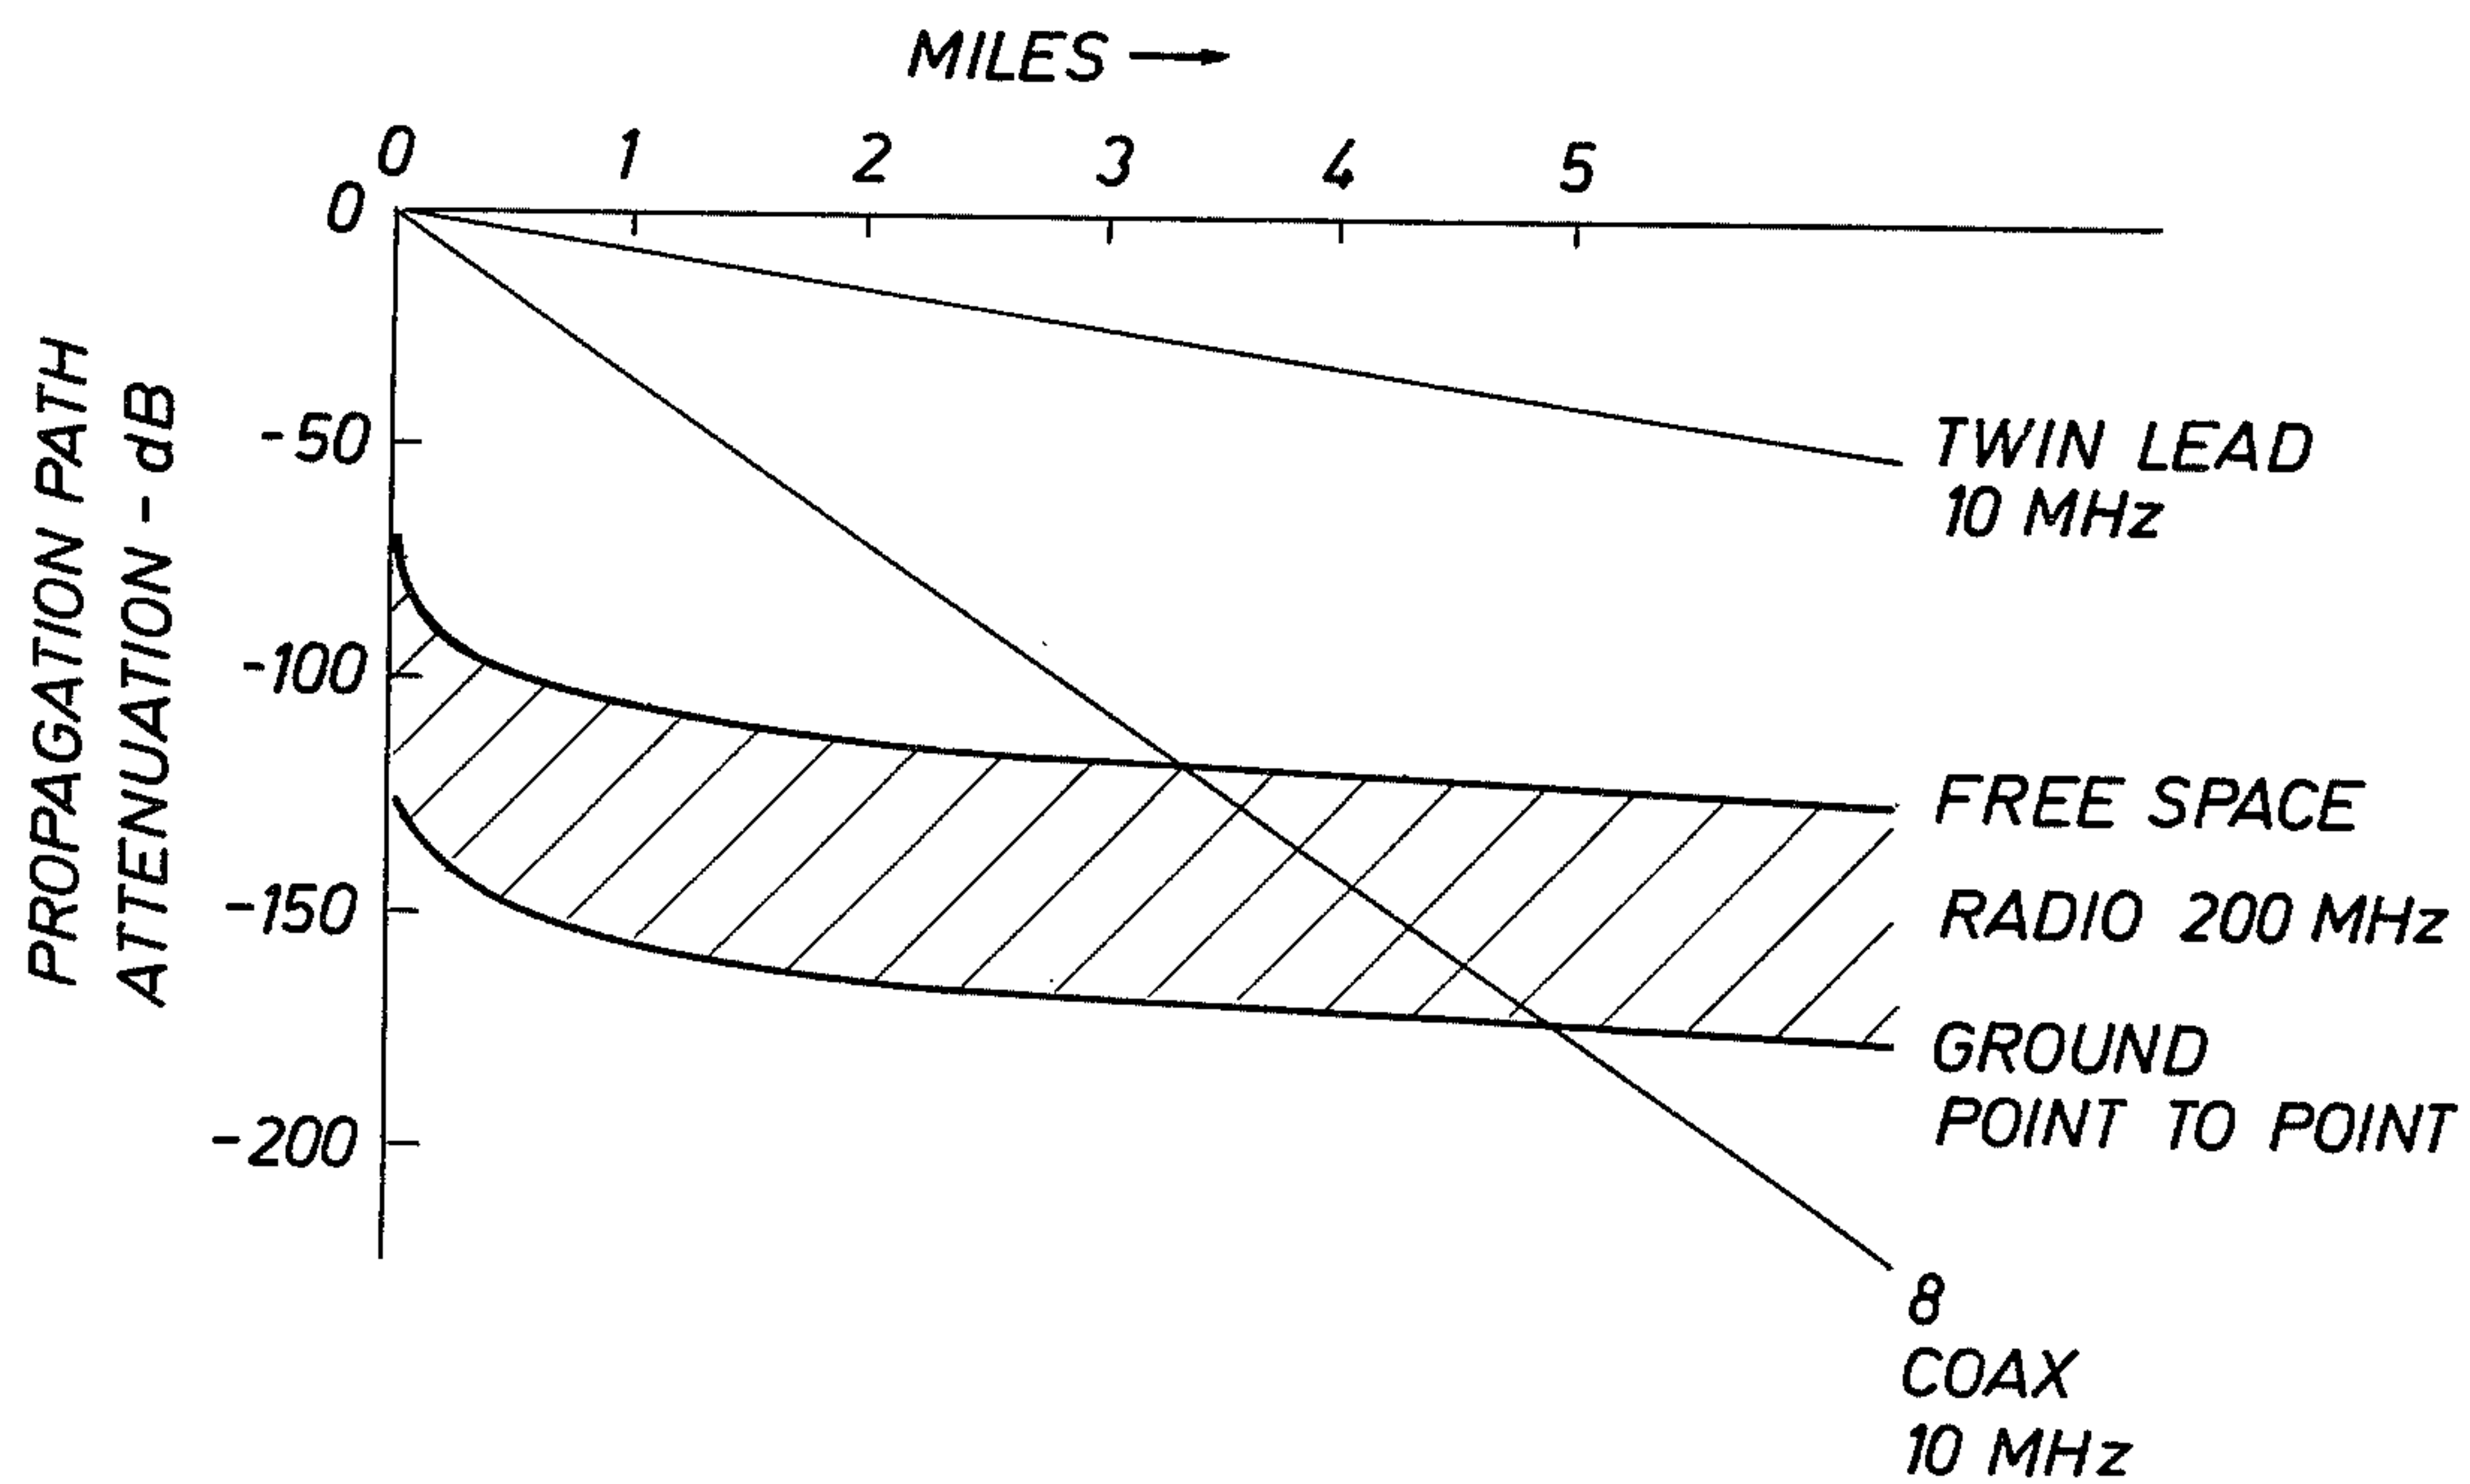 MILES
0 1 2 3 4 5
0
-50
-100
-150
-200
PROPAGATION PATH
ATTENUATION - dB
TWIN LEAD
10 MHz
FREE SPACE
RADIO 200 MHz
GROUND
POINT TO POINT
8
COAX
10 MHz